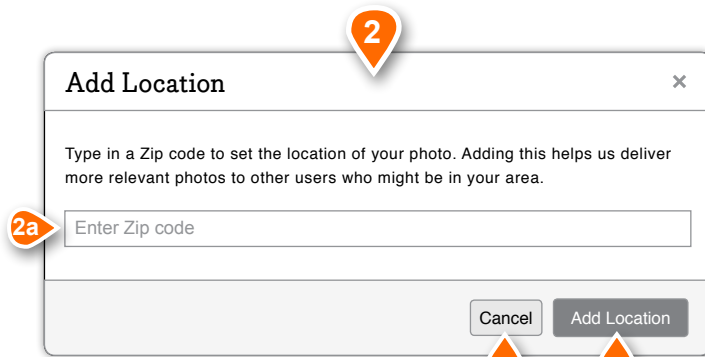 2
Add Location ×
Type in a Zip code to set the location of your photo. Adding this helps us deliver
more relevant photos to other users who might be in your area.
2a Enter Zip code
Cancel Add Location